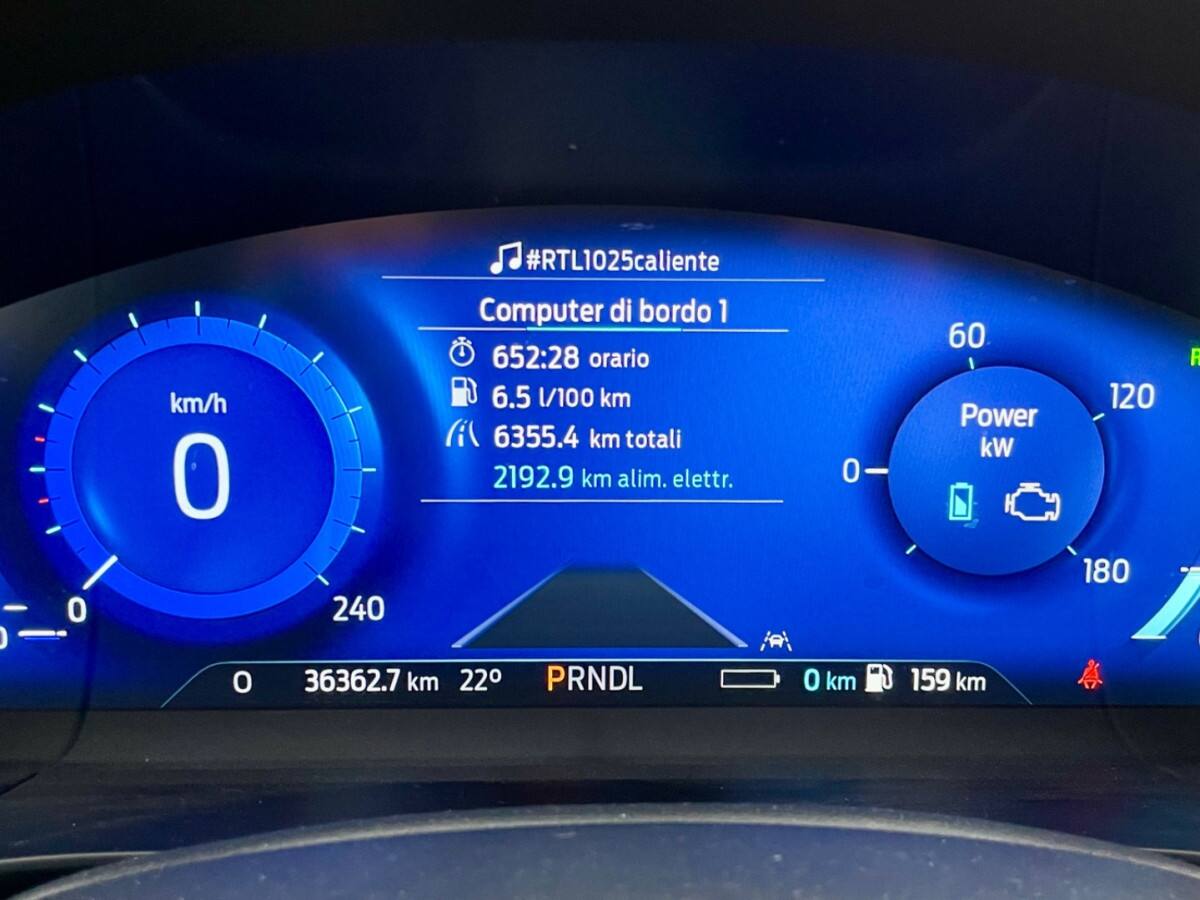 #RTL1025caliente
Computer di bordo 1
652:28 orario
6.5 l/100 km
6355.4 km totali
2192.9 km alim. elettr.
km/h
0
0
240
60
120
Power
kW
0
180
O 36362.7 km 22º PRNDL 0 km 159 km